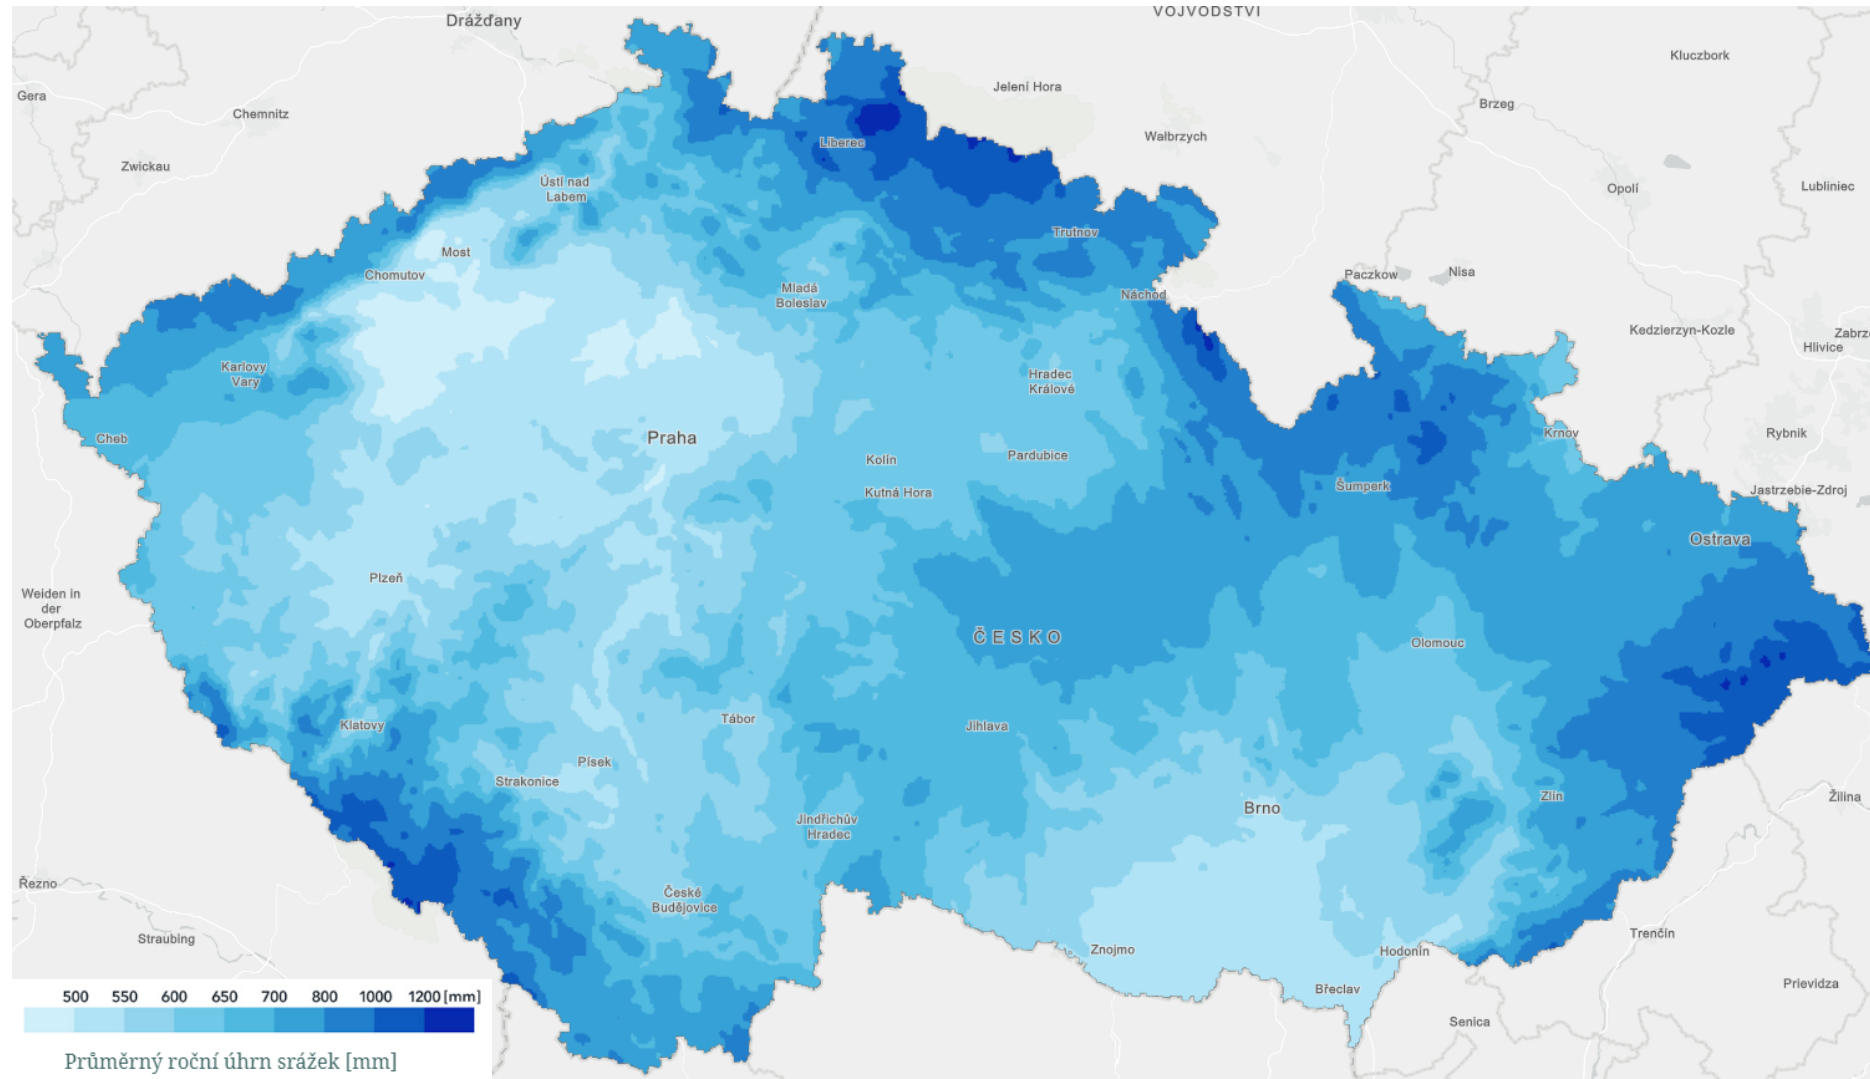 Drážďany
VOJVODSTVÍ
Kluczbork
Gera
Jelení Hora
Brzeg
Chemnitz
Wałbrzych
Liberec
Zwickau
Ústí nad
Labem
Opolí
Lubliniec
Trutnov
Most
Chomutov
Paczkow
Nisa
Mladá
Boleslav
Náchod
Kedzierzyn-Kozle
Zabrze
Hlivice
Karlovy
Vary
Hradec
Králové
Cheb
Praha
Krnov
Rybnik
Kolín
Pardubice
Kutná Hora
Šumperk
Jastrzebie-Zdroj
Ostrava
Plzeň
Weiden in
der
Oberpfalz
ČESKO
Olomouc
Klatovy
Tábor
Jihlava
Písek
Strakonice
Zlín
Žilina
Brno
Jindřichův
Hradec
Řezno
České
Budějovice
Straubing
Znojmo
Hodonín
Trenčín
Břeclav
Prievidza
Senica
500 550 600 650 700 800 1000 1200 [mm]
Průměrný roční úhrn srážek [mm]